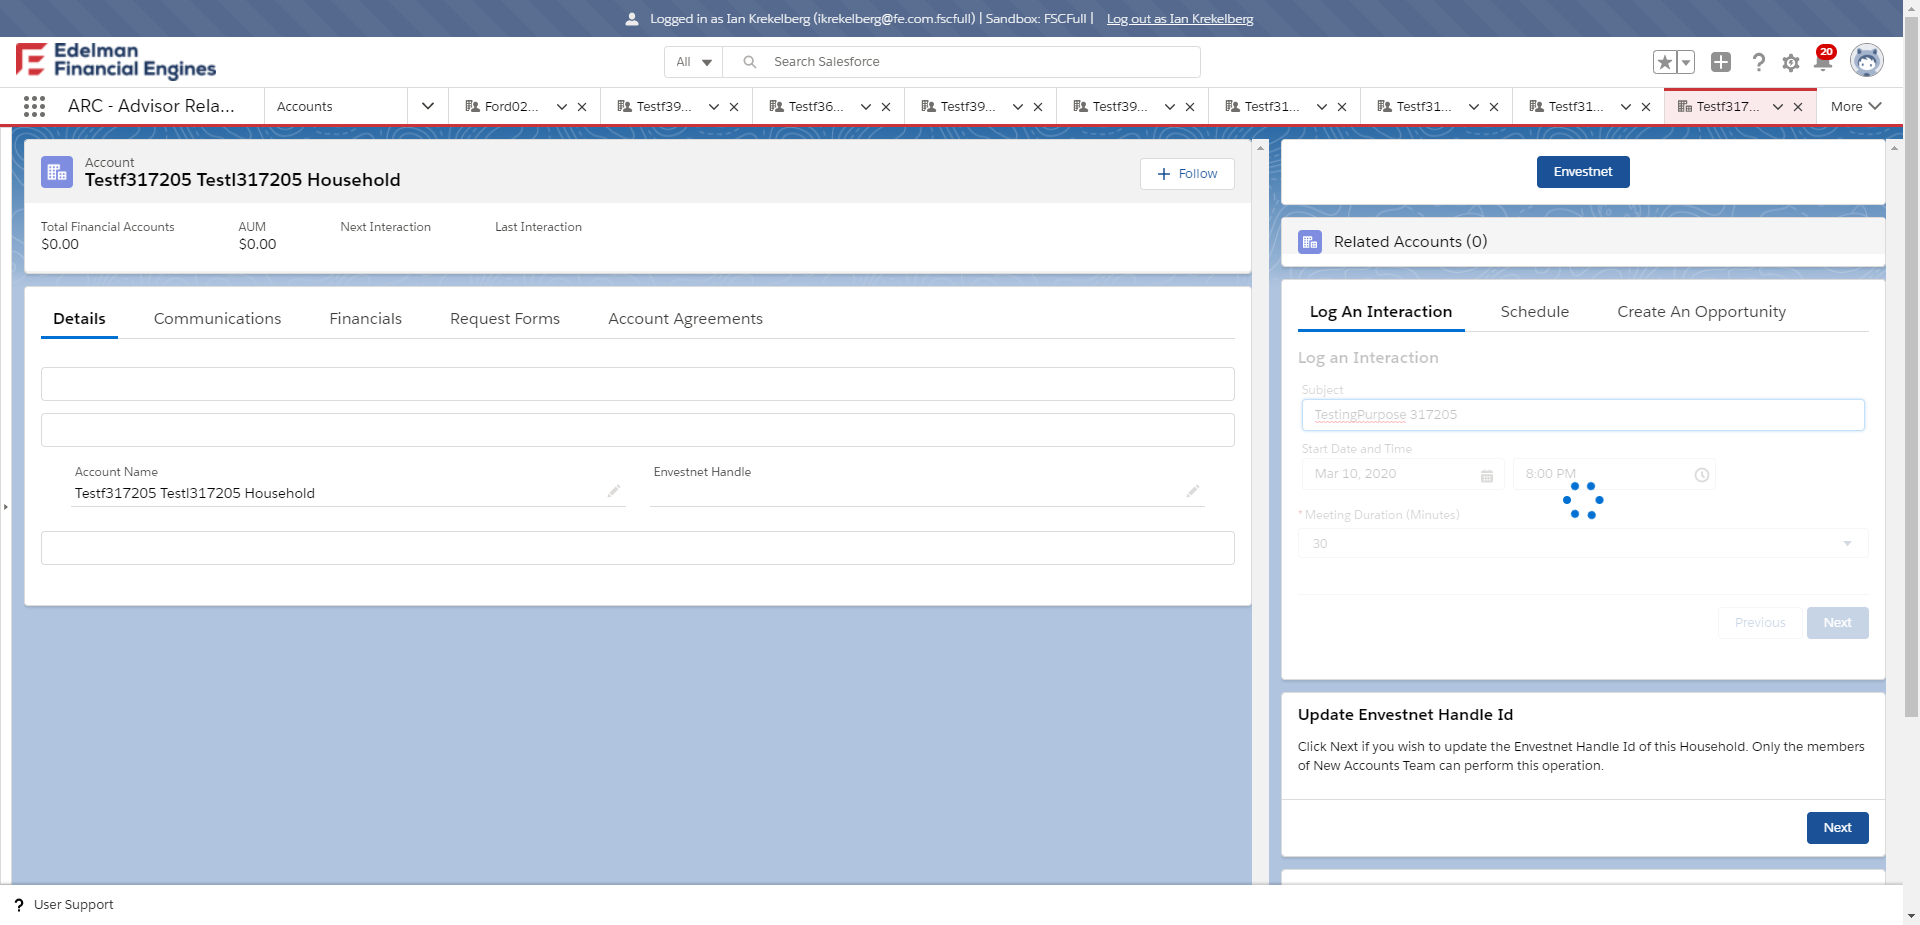 Logged in as Ian Krekelberg (ikrekelberg@fe.com.fscfull) | Sandbox: FSCFull | Log out as Ian Krekelberg
Edelman
Financial Engines
All
Search Salesforce
20
ARC - Advisor Rela...
Accounts
Ford02...
Testf39...
Testf36...
Testf39...
Testf39...
Testf31...
Testf31...
Testf31...
Testf317...
More
Account
Testf317205 Testl317205 Household
Follow
Total Financial Accounts
$0.00
AUM
$0.00
Next Interaction
Last Interaction
Details
Communications
Financials
Request Forms
Account Agreements
Account Name
Testf317205 Testl317205 Household
Envestnet Handle
Envestnet
Related Accounts (0)
Log An Interaction
Schedule
Create An Opportunity
Log an Interaction
Subject
TestingPurpose 317205
Start Date and Time
Mar 10, 2020
8:00 PM
*Meeting Duration (Minutes)
30
Previous
Next
Update Envestnet Handle Id
Click Next if you wish to update the Envestnet Handle Id of this Household. Only the members
of New Accounts Team can perform this operation.
Next
? User Support